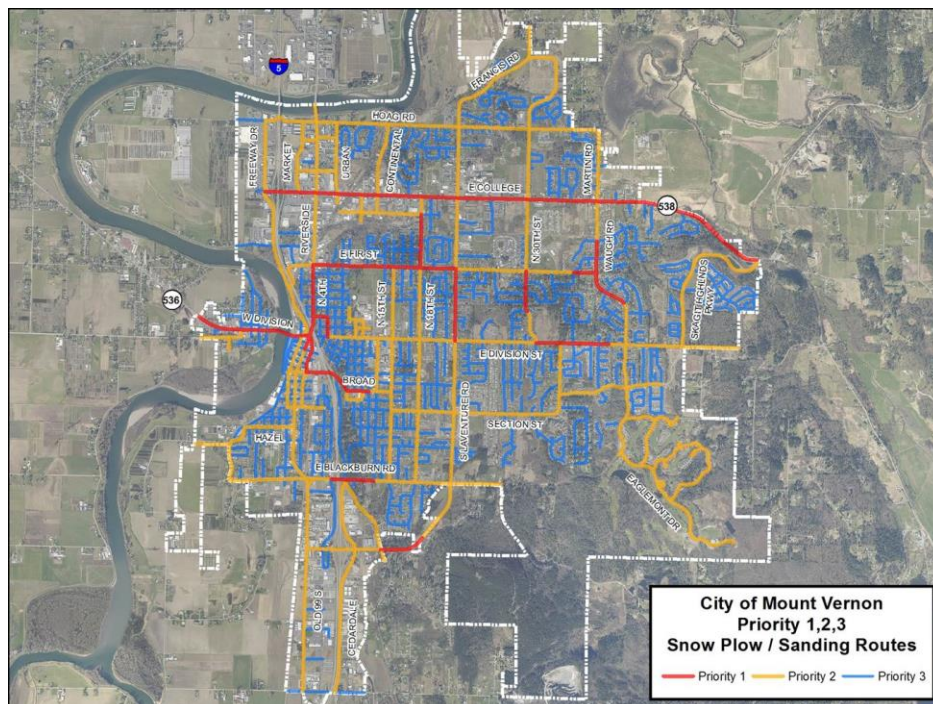 5
FRANCIS RD
HOAG RD
FREEWAY DR
MARKET
URBAN
CONTINENTAL
MARTIN RD
E COLLEGE
538
RIVERSIDE
N 30TH ST
WAUGH RD
E FIR ST
SKAGIT HIGHLENDS
PKWY
536
W DIVISION
N 4TH
N 15TH ST
N 18TH ST
E DIVISION ST
BROAD
S LAVENTURE RD
HAZEL
SECTION ST
E BLACKBURN RD
EAGLEMONT DR
OLD 99 S
CEDARDALE
City of Mount Vernon
Priority 1,2,3
Snow Plow / Sanding Routes
Priority 1 Priority 2 Priority 3